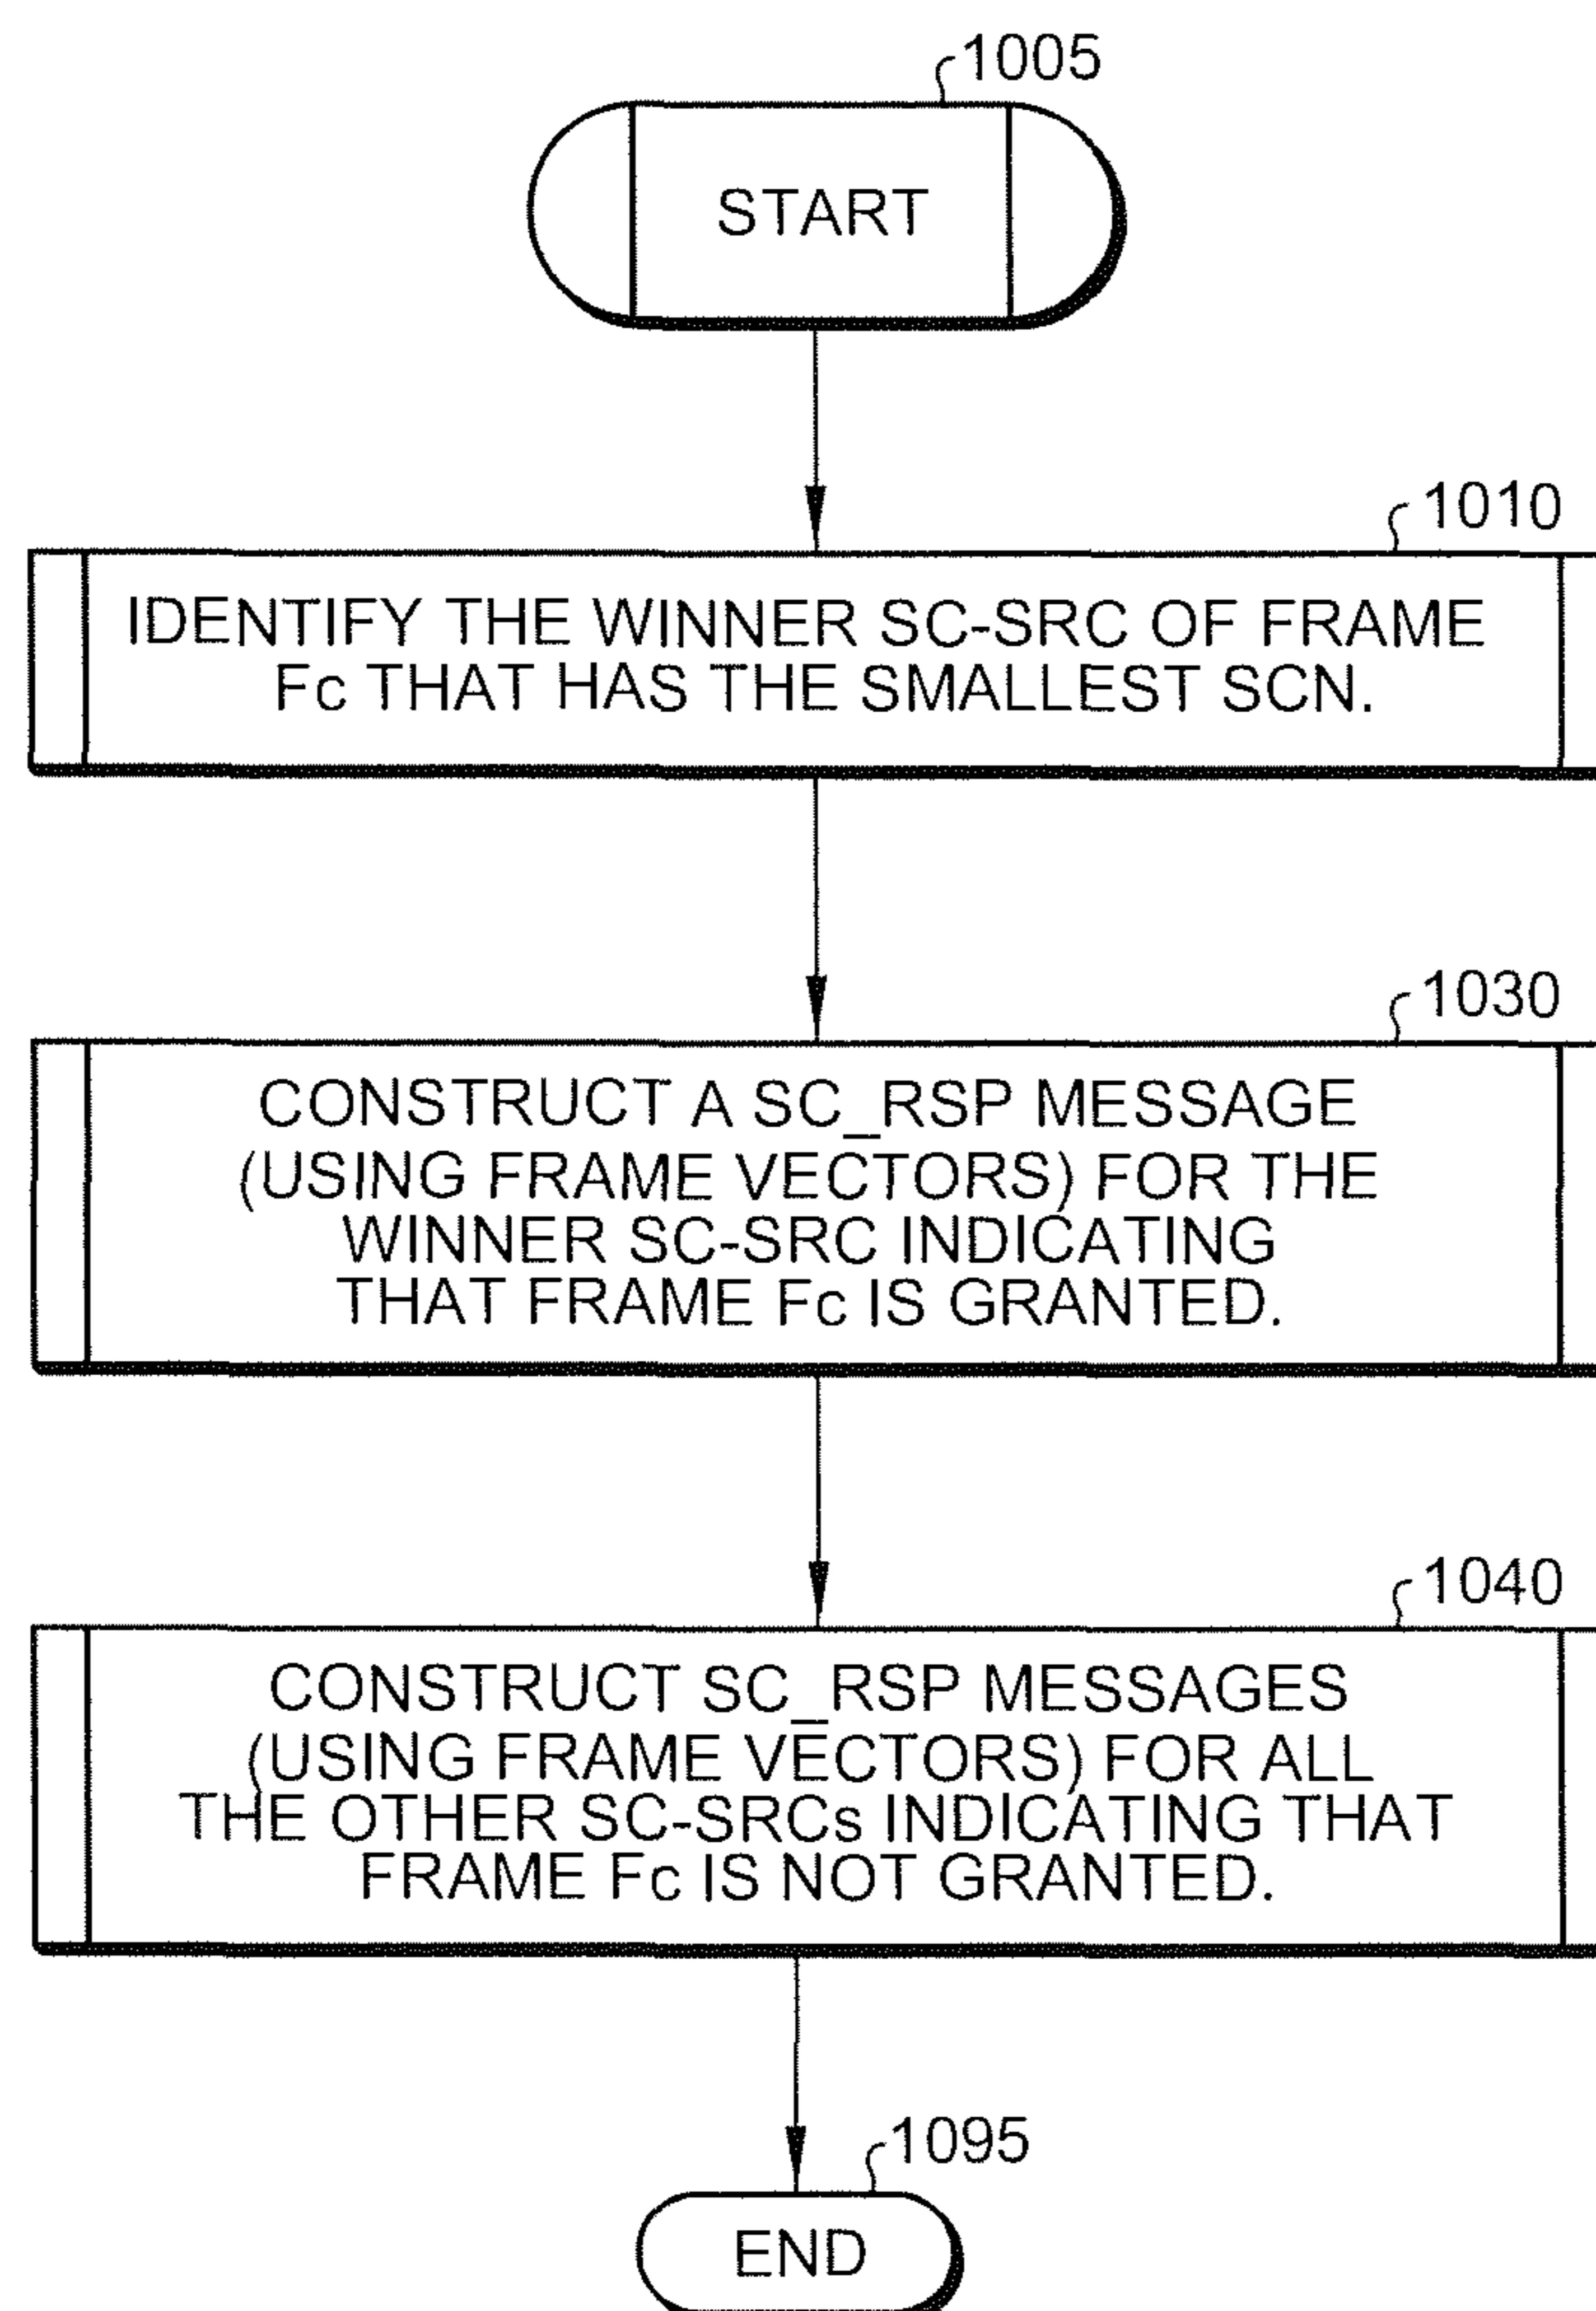 1005
START
1010
IDENTIFY THE WINNER SC-SRC OF FRAME
Fc THAT HAS THE SMALLEST SCN.
1030
CONSTRUCT A SC_RSP MESSAGE
(USING FRAME VECTORS) FOR THE
WINNER SC-SRC INDICATING
THAT FRAME Fc IS GRANTED.
1040
CONSTRUCT SC_RSP MESSAGES
(USING FRAME VECTORS) FOR ALL
THE OTHER SC-SRCs INDICATING THAT
FRAME Fc IS NOT GRANTED.
1095
END